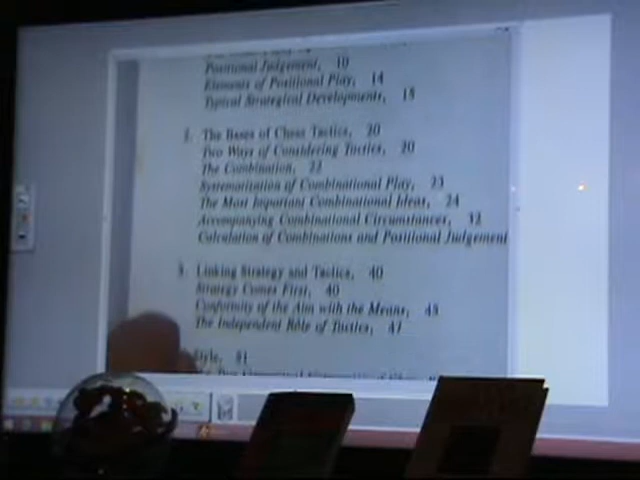 Positional Judgement, 10
Elements of Positional Play, 14
Typical Strategical Developments, 15
2. The Bases of Chess Tactics, 20
Two Ways of Considering Tactics, 20
The Combination, 22
Systematization of Combinational Play, 23
The Most Important Combinational Ideas, 24
Accompanying Combinational Circumstances, 32
Calculation of Combinations and Positional Judgement
3. Linking Strategy and Tactics, 40
Strategy Comes First, 40
Conformity of the Aim with the Means, 45
The Independent Role of Tactics, 47
Style, 51